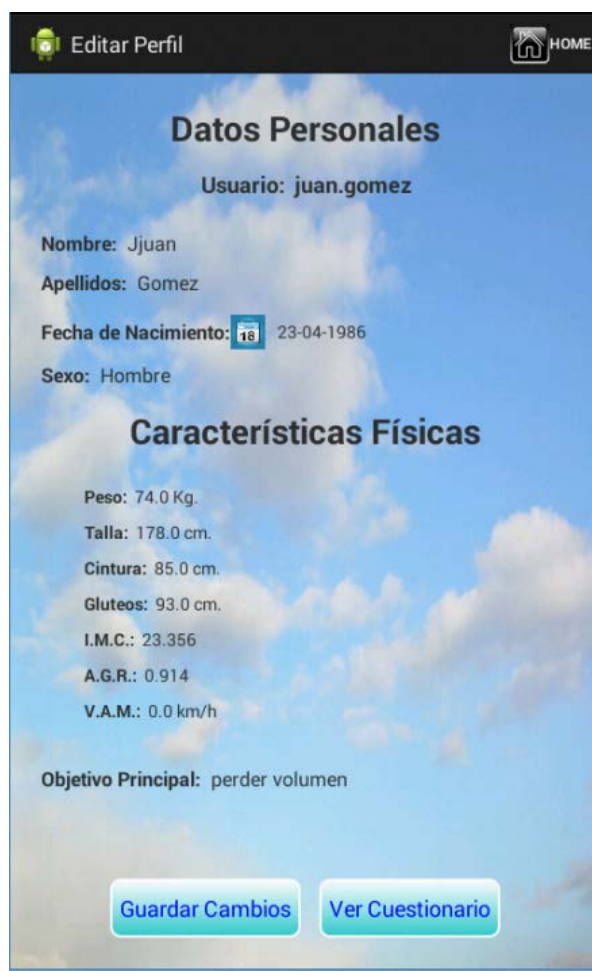 Editar Perfil HOME
Datos Personales
Usuario: juan.gomez
Nombre: Jjuan
Apellidos: Gomez
Fecha de Nacimiento: 18 23-04-1986
Sexo: Hombre
Características Físicas
Peso: 74.0 Kg.
Talla: 178.0 cm.
Cintura: 85.0 cm.
Gluteos: 93.0 cm.
I.M.C.: 23.356
A.G.R.: 0.914
V.A.M.: 0.0 km/h
Objetivo Principal: perder volumen
Guardar Cambios Ver Cuestionario